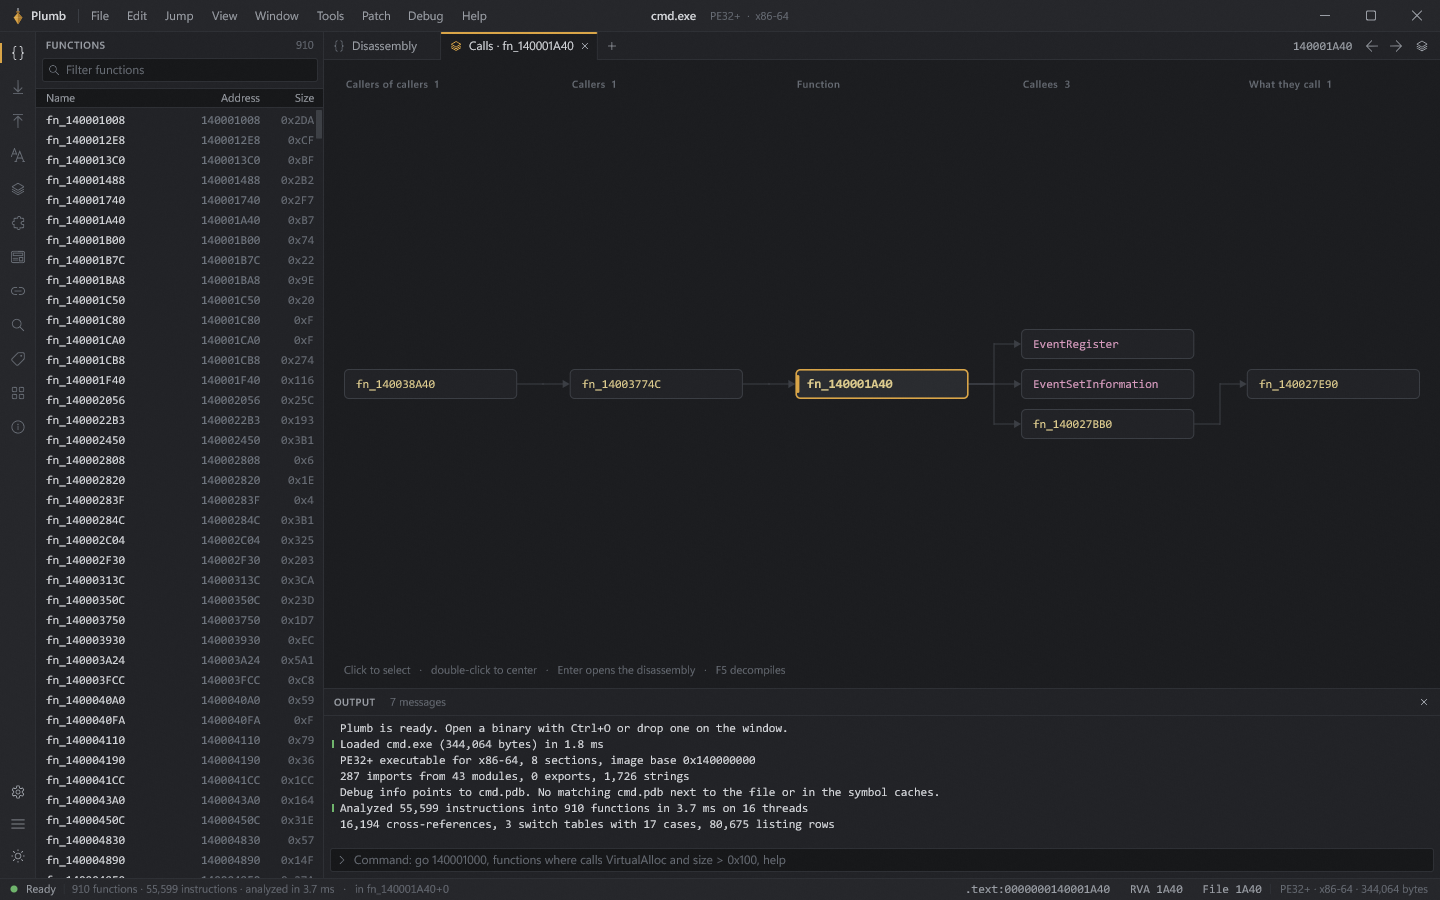 Plumb File Edit Jump View Window Tools Patch Debug Help cmd.exe PE32+ · x86-64
FUNCTIONS 910
Filter functions
Name Address Size
fn_140001008 140001008 0x2DA
fn_1400012E8 1400012E8 0xCF
fn_1400013C0 1400013C0 0xBF
fn_140001488 140001488 0x2B2
fn_140001740 140001740 0x2F7
fn_140001A40 140001A40 0xB7
fn_140001B00 140001B00 0x74
fn_140001B7C 140001B7C 0x22
fn_140001BA8 140001BA8 0x9E
fn_140001C50 140001C50 0x20
fn_140001C80 140001C80 0xF
fn_140001CA0 140001CA0 0xF
fn_140001CB8 140001CB8 0x274
fn_140001F40 140001F40 0x116
fn_140002056 140002056 0x25C
fn_1400022B3 1400022B3 0x193
fn_140002450 140002450 0x3B1
fn_140002808 140002808 0x6
fn_140002820 140002820 0x1E
fn_14000283F 14000283F 0x4
fn_14000284C 14000284C 0x3B1
fn_140002C04 140002C04 0x325
fn_140002F30 140002F30 0x203
fn_14000313C 14000313C 0x3CA
fn_14000350C 14000350C 0x23D
fn_140003750 140003750 0x1D7
fn_140003930 140003930 0xEC
fn_140003A24 140003A24 0x5A1
fn_140003FCC 140003FCC 0xC8
fn_1400040A0 1400040A0 0x59
fn_1400040FA 1400040FA 0xF
fn_140004110 140004110 0x79
fn_140004190 140004190 0x36
fn_1400041CC 1400041CC 0x1CC
fn_1400043A0 1400043A0 0x164
fn_14000450C 14000450C 0x31E
fn_140004830 140004830 0x57
fn_140004890 140004890 0x14F
Disassembly
Calls · fn_140001A40
140001A40
Callers of callers 1
Callers 1
Function
Callees 3
What they call 1
fn_140038A40
fn_14003774C
fn_140001A40
EventRegister
EventSetInformation
fn_140027BB0
fn_140027E90
Click to select · double-click to center · Enter opens the disassembly · F5 decompiles
OUTPUT 7 messages
Plumb is ready. Open a binary with Ctrl+O or drop one on the window.
Loaded cmd.exe (344,064 bytes) in 1.8 ms
PE32+ executable for x86-64, 8 sections, image base 0x140000000
287 imports from 43 modules, 0 exports, 1,726 strings
Debug info points to cmd.pdb. No matching cmd.pdb next to the file or in the symbol caches.
Analyzed 55,599 instructions into 910 functions in 3.7 ms on 16 threads
16,194 cross-references, 3 switch tables with 17 cases, 80,675 listing rows
Command: go 140001000, functions where calls VirtualAlloc and size > 0x100, help
Ready 910 functions · 55,599 instructions · analyzed in 3.7 ms · in fn_140001A40+0 .text:0000000140001A40 RVA 1A40 File 1A40 PE32+ · x86-64 · 344,064 bytes